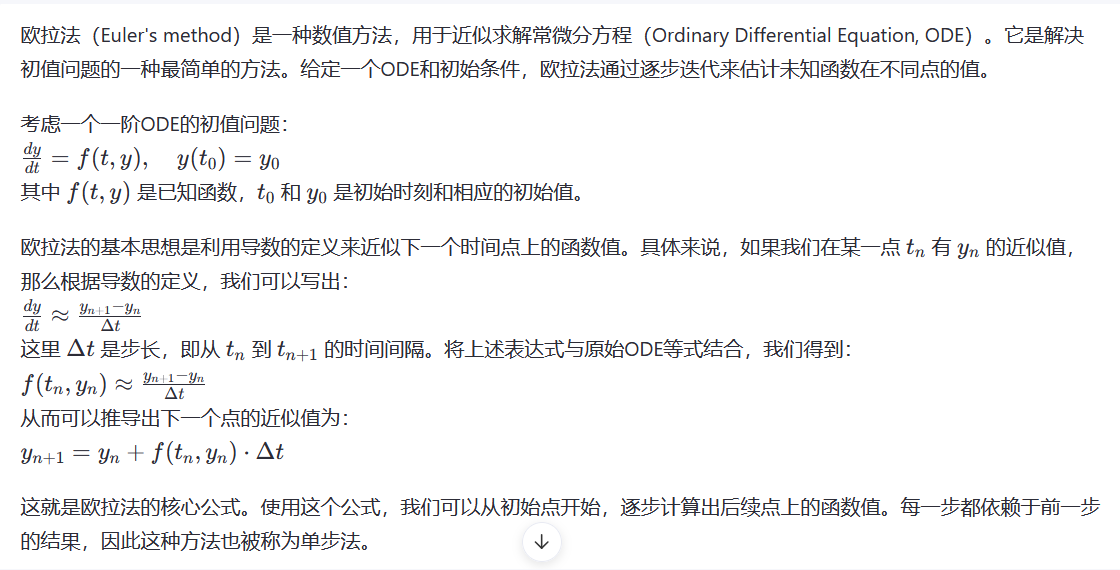 欧拉法（Euler's method）是一种数值方法，用于近似求解常微分方程（Ordinary Differential Equation, ODE）。它是解决
初值问题的一种最简单的方法。给定一个ODE和初始条件，欧拉法通过逐步迭代来估计未知函数在不同点的值。
考虑一个一阶ODE的初值问题：
$\frac{dy}{dt} = f(t, y), \quad y(t_0) = y_0$
其中 $f(t, y)$ 是已知函数，$t_0$ 和 $y_0$ 是初始时刻和相应的初始值。
欧拉法的基本思想是利用导数的定义来近似下一个时间点上的函数值。具体来说，如果我们在某一点 $t_n$ 有 $y_n$ 的近似值，
那么根据导数的定义，我们可以写出：
$\frac{dy}{dt} \approx \frac{y_{n+1} - y_n}{\Delta t}$
这里 $\Delta t$ 是步长，即从 $t_n$ 到 $t_{n+1}$ 的时间间隔。将上述表达式与原始ODE等式结合，我们得到：
$f(t_n, y_n) \approx \frac{y_{n+1} - y_n}{\Delta t}$
从而可以推导出下一个点的近似值为：
$y_{n+1} = y_n + f(t_n, y_n) \cdot \Delta t$
这就是欧拉法的核心公式。使用这个公式，我们可以从初始点开始，逐步计算出后续点上的函数值。每一步都依赖于前一步
的结果，因此这种方法也被称为单步法。